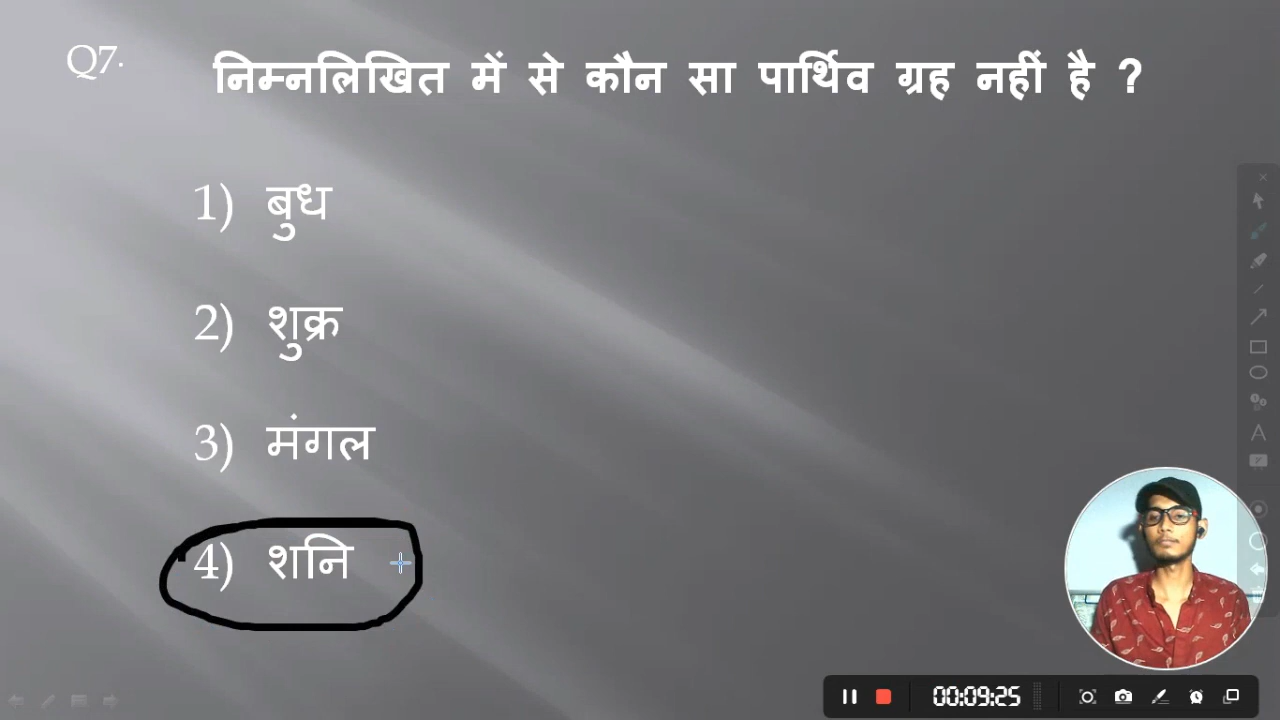 Q7.
निम्नलिखित में से कौन सा पार्थिव ग्रह नहीं है ?
1) बुध
2) शुक्र
3) मंगल
4) शनि
00:09:25